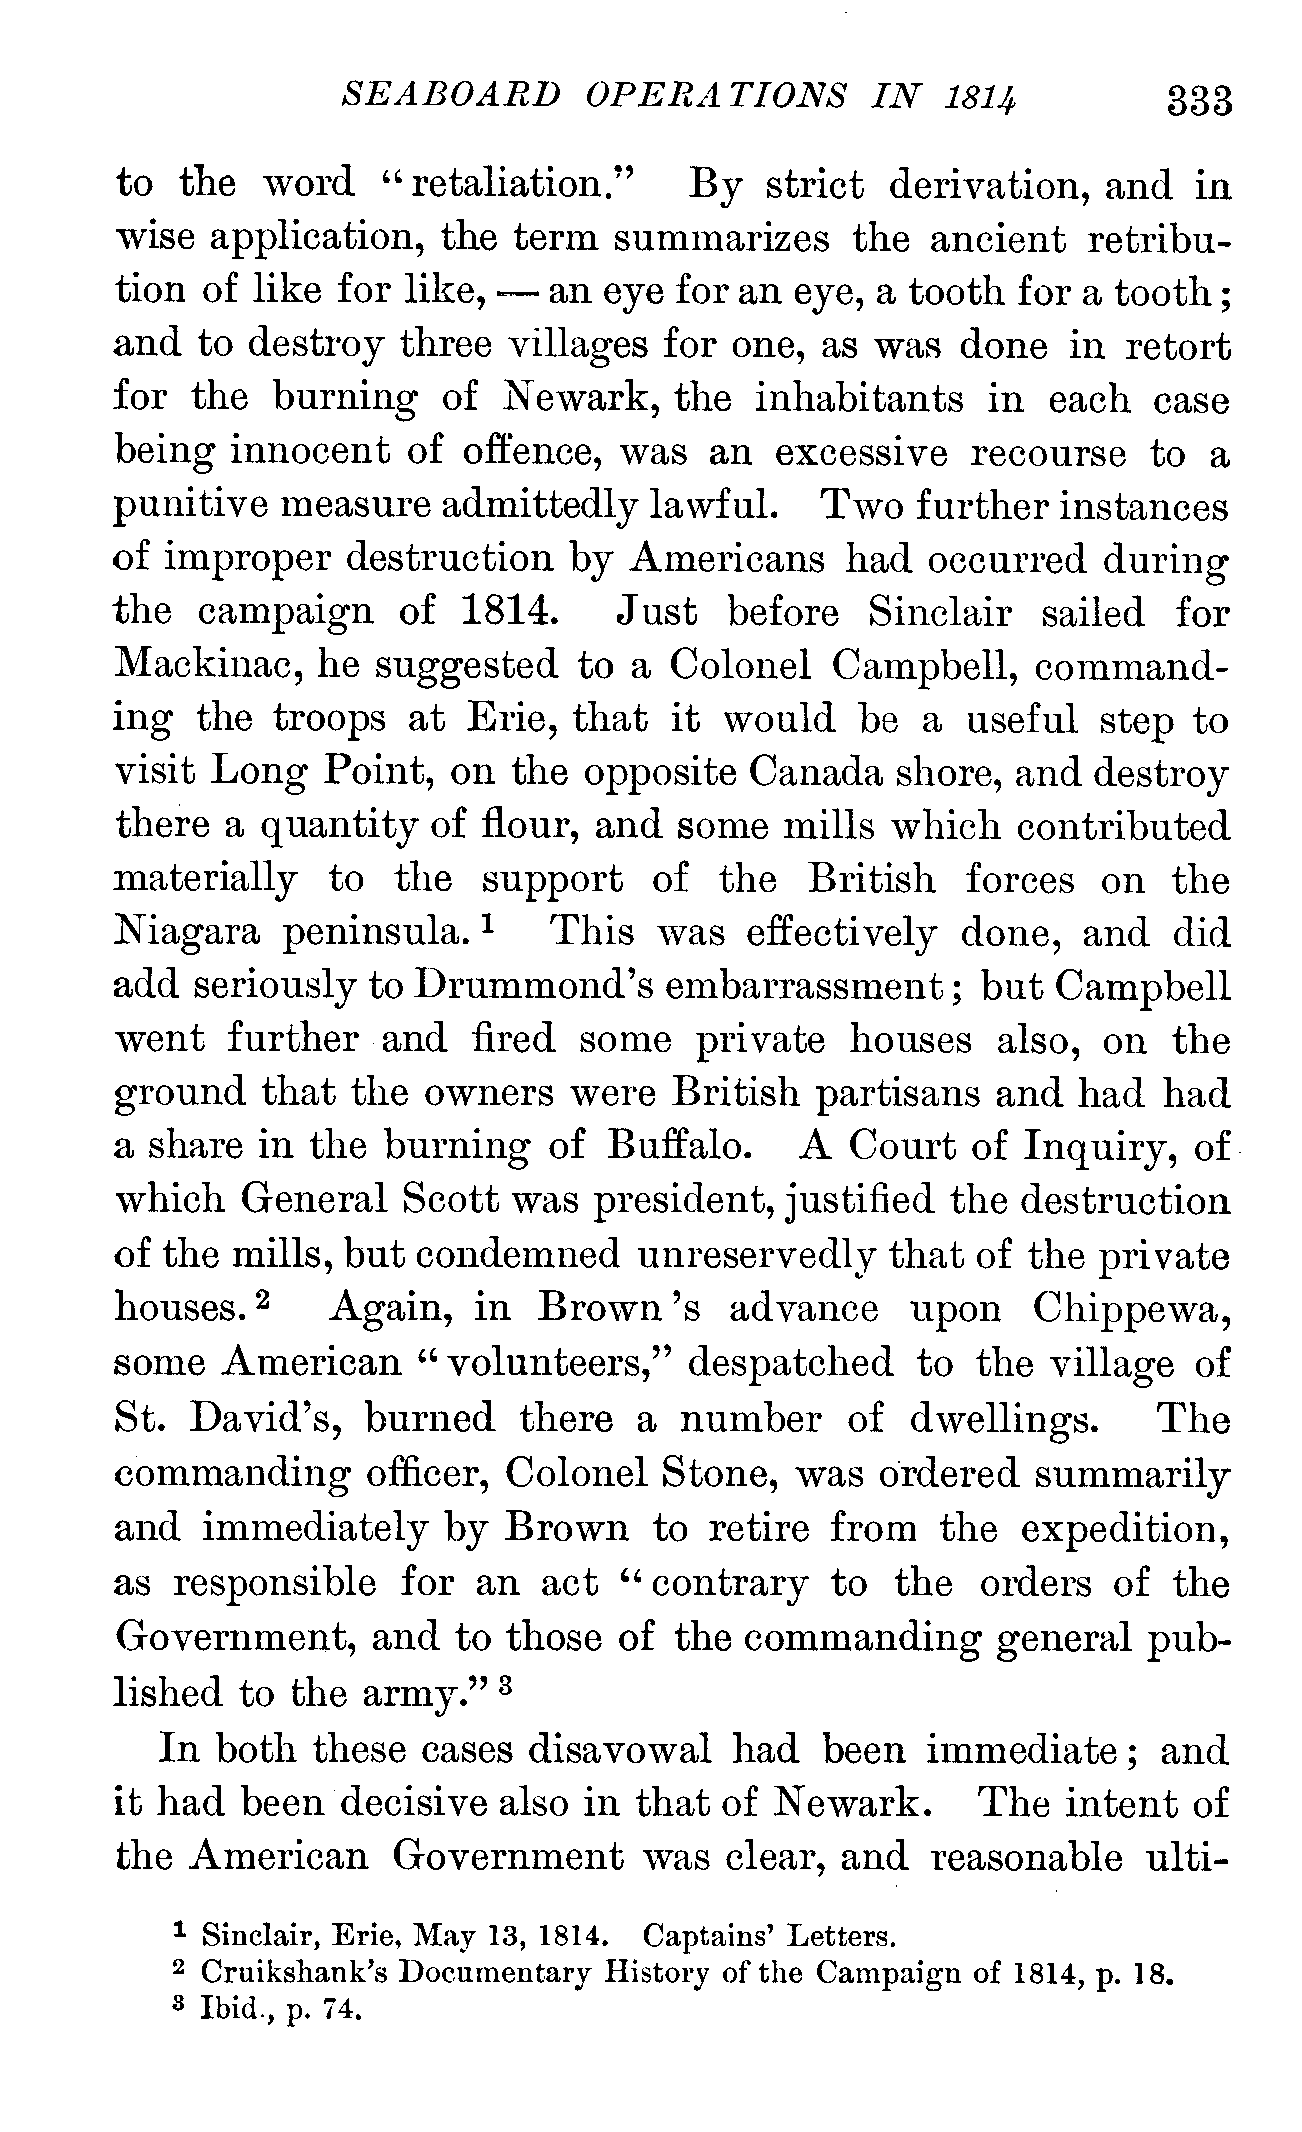 SEABOARD OPERATIONS IN 1814 333
to the word "retaliation." By strict derivation, and in
wise application, the term summarizes the ancient retribu-
tion of like for like, — an eye for an eye, a tooth for a tooth;
and to destroy three villages for one, as was done in retort
for the burning of Newark, the inhabitants in each case
being innocent of offence, was an excessive recourse to a
punitive measure admittedly lawful. Two further instances
of improper destruction by Americans had occurred during
the campaign of 1814. Just before Sinclair sailed for
Mackinac, he suggested to a Colonel Campbell, command-
ing the troops at Erie, that it would be a useful step to
visit Long Point, on the opposite Canada shore, and destroy
there a quantity of flour, and some mills which contributed
materially to the support of the British forces on the
Niagara peninsula.¹ This was effectively done, and did
add seriously to Drummond's embarrassment; but Campbell
went further and fired some private houses also, on the
ground that the owners were British partisans and had had
a share in the burning of Buffalo. A Court of Inquiry, of
which General Scott was president, justified the destruction
of the mills, but condemned unreservedly that of the private
houses.² Again, in Brown's advance upon Chippewa,
some American "volunteers," despatched to the village of
St. David's, burned there a number of dwellings. The
commanding officer, Colonel Stone, was ordered summarily
and immediately by Brown to retire from the expedition,
as responsible for an act "contrary to the orders of the
Government, and to those of the commanding general pub-
lished to the army."³
In both these cases disavowal had been immediate; and
it had been decisive also in that of Newark. The intent of
the American Government was clear, and reasonable ulti-
¹ Sinclair, Erie, May 13, 1814. Captains' Letters.
² Cruikshank's Documentary History of the Campaign of 1814, p. 18.
³ Ibid., p. 74.